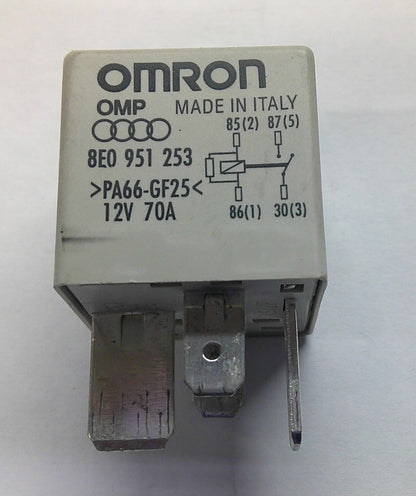 OMRON
OMP MADE IN ITALY
85(2) 87(5)
8E0 951 253
>PA66-GF25<
12V 70A
86(1) 30(3)